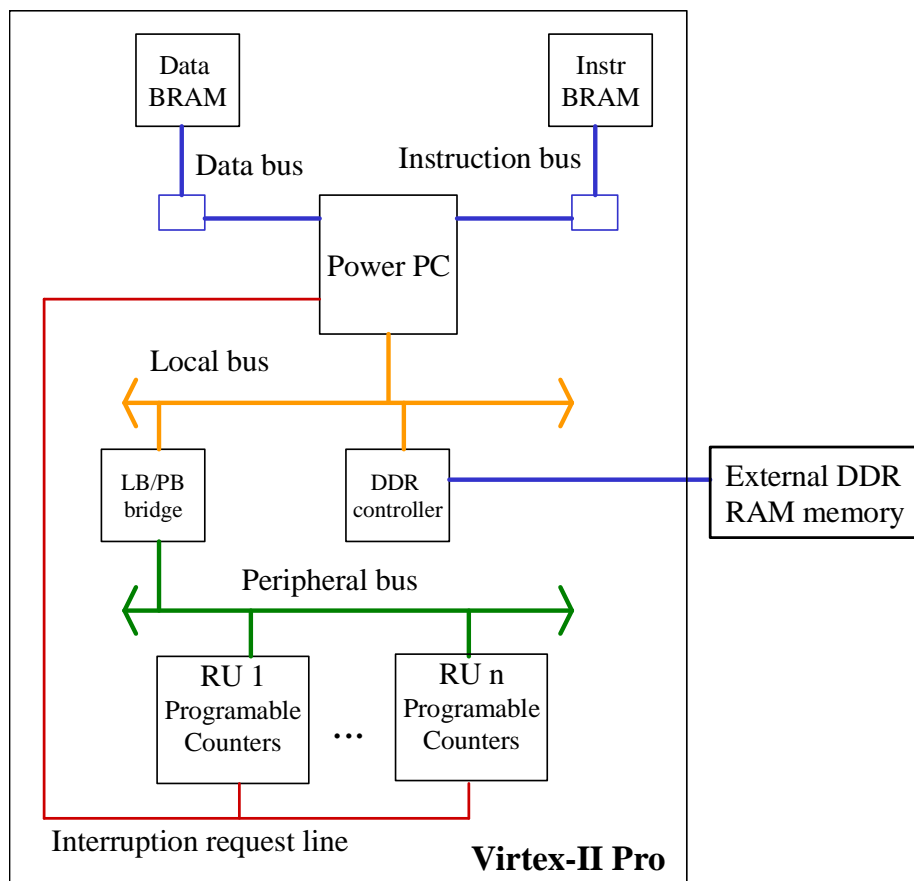 Data
BRAM
Instr
BRAM
Data bus
Instruction bus
Power PC
Local bus
LB/PB
bridge
DDR
controller
External DDR
RAM memory
Peripheral bus
RU 1
Programable
Counters
...
RU n
Programable
Counters
Interruption request line
Virtex-II Pro